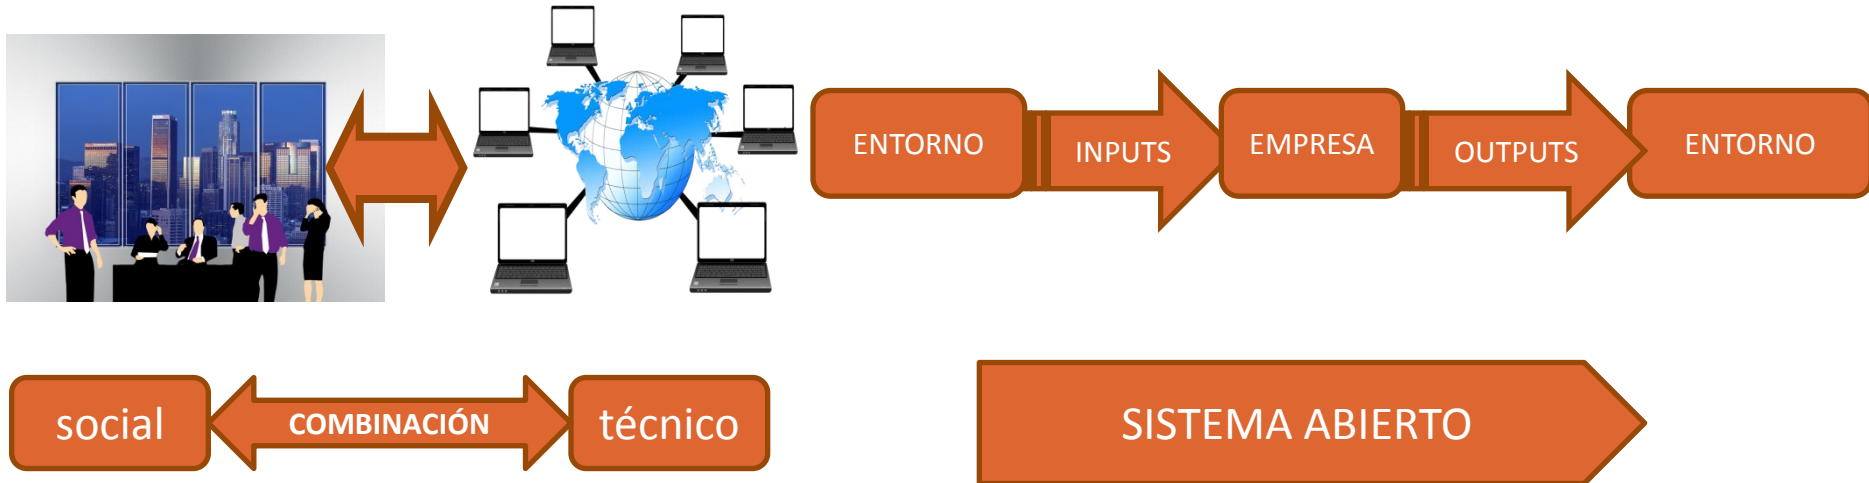 ENTORNO
INPUTS
EMPRESA
OUTPUTS
ENTORNO
social
COMBINACIÓN
técnico
SISTEMA ABIERTO